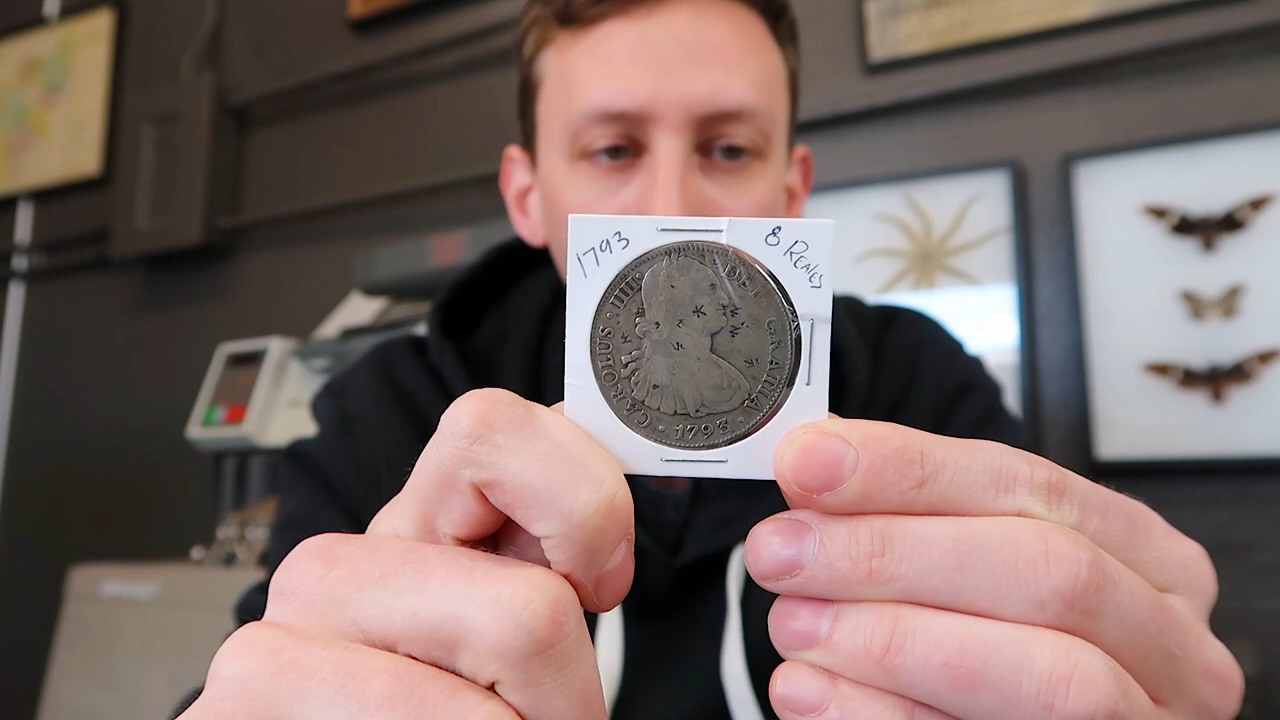 1793
8 REALES
CAROLUS · IIII · DEI · GRATIA
· 1793 ·